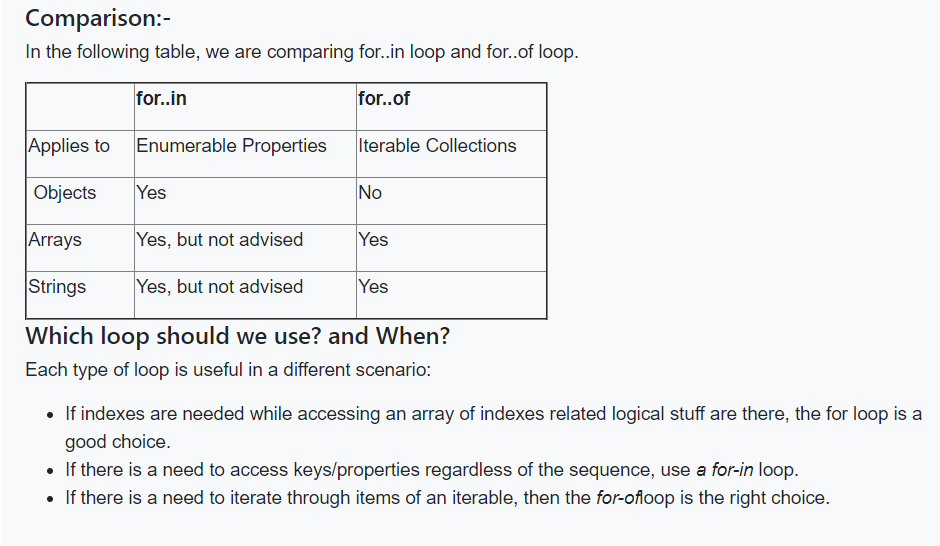 Comparison:-
In the following table, we are comparing for..in loop and for..of loop.
for..in for..of
Applies to Enumerable Properties Iterable Collections
Objects Yes No
Arrays Yes, but not advised Yes
Strings Yes, but not advised Yes
Which loop should we use? and When?
Each type of loop is useful in a different scenario:
• If indexes are needed while accessing an array of indexes related logical stuff are there, the for loop is a
good choice.
• If there is a need to access keys/properties regardless of the sequence, use a for-in loop.
• If there is a need to iterate through items of an iterable, then the for-ofloop is the right choice.